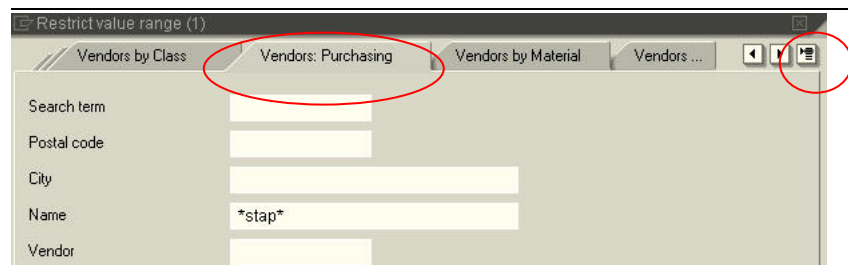 Restrict value range (1)
Vendors by Class Vendors: Purchasing Vendors by Material Vendors ...
Search term
Postal code
City
Name *stap*
Vendor